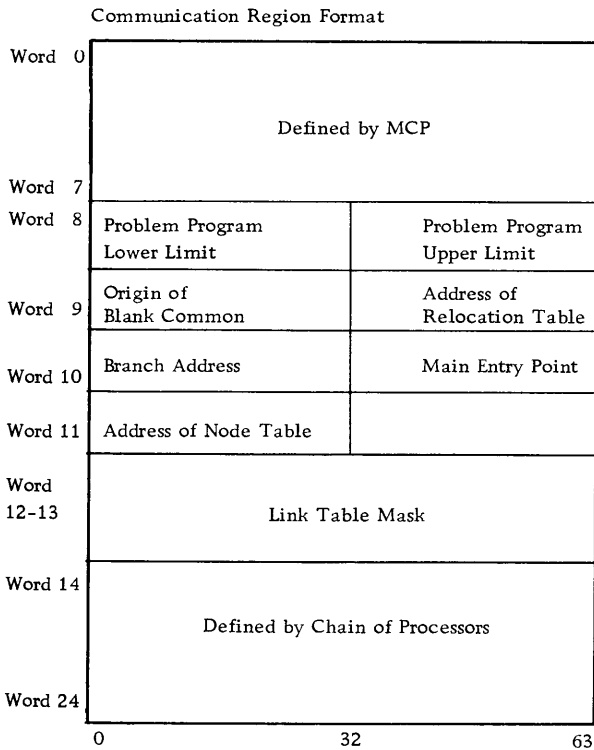 Communication Region Format
Word 0
Defined by MCP
Word 7
Word 8
Problem Program
Lower Limit
Problem Program
Upper Limit
Word 9
Origin of
Blank Common
Address of
Relocation Table
Word 10
Branch Address
Main Entry Point
Word 11
Address of Node Table
Word
12-13
Link Table Mask
Word 14
Defined by Chain of Processors
Word 24
0 32 63